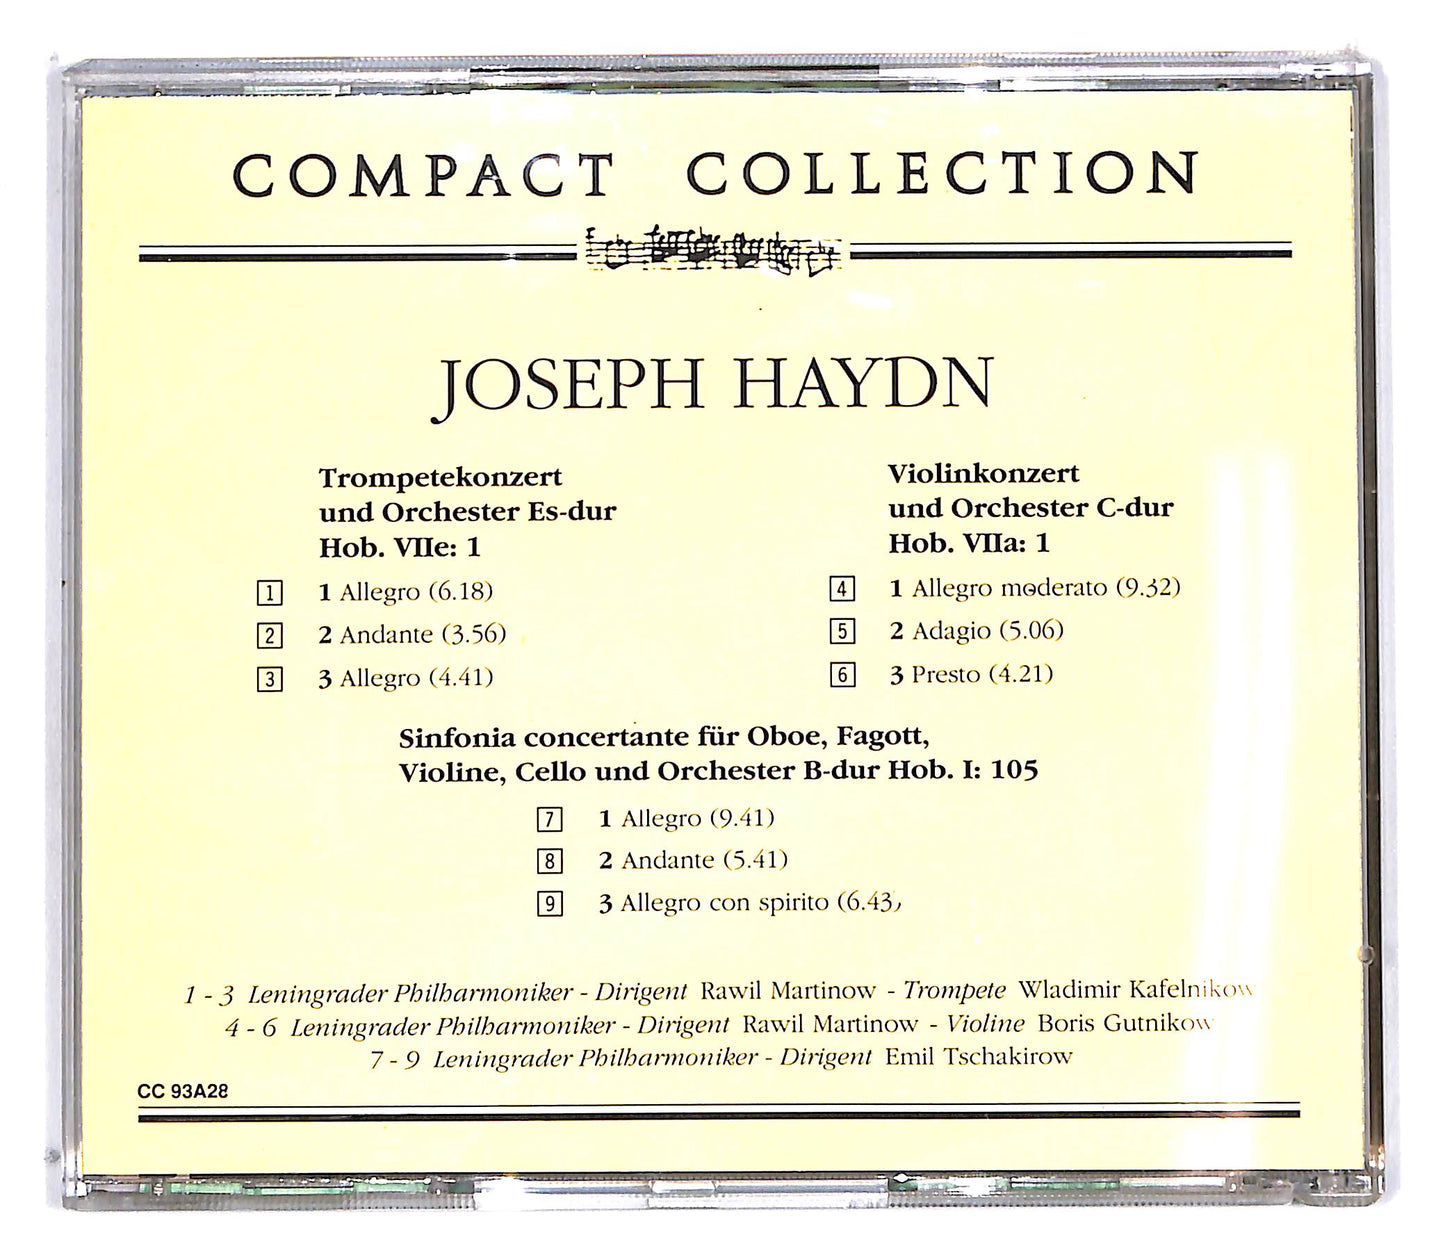 COMPACT COLLECTION
JOSEPH HAYDN
Trompetekonzert
und Orchester Es-dur
Hob. VIIe: 1
1 1 Allegro (6.18)
2 2 Andante (3.56)
3 3 Allegro (4.41)
Violinkonzert
und Orchester C-dur
Hob. VIIa: 1
4 1 Allegro moderato (9.32)
5 2 Adagio (5.06)
6 3 Presto (4.21)
Sinfonia concertante für Oboe, Fagott,
Violine, Cello und Orchester B-dur Hob. I: 105
7 1 Allegro (9.41)
8 2 Andante (5.41)
9 3 Allegro con spirito (6.43)
1 - 3 Leningrader Philharmoniker - Dirigent Rawil Martinow - Trompete Wladimir Kafelnikow
4 - 6 Leningrader Philharmoniker - Dirigent Rawil Martinow - Violine Boris Gutnikow
7 - 9 Leningrader Philharmoniker - Dirigent Emil Tschakirow
CC 93A28